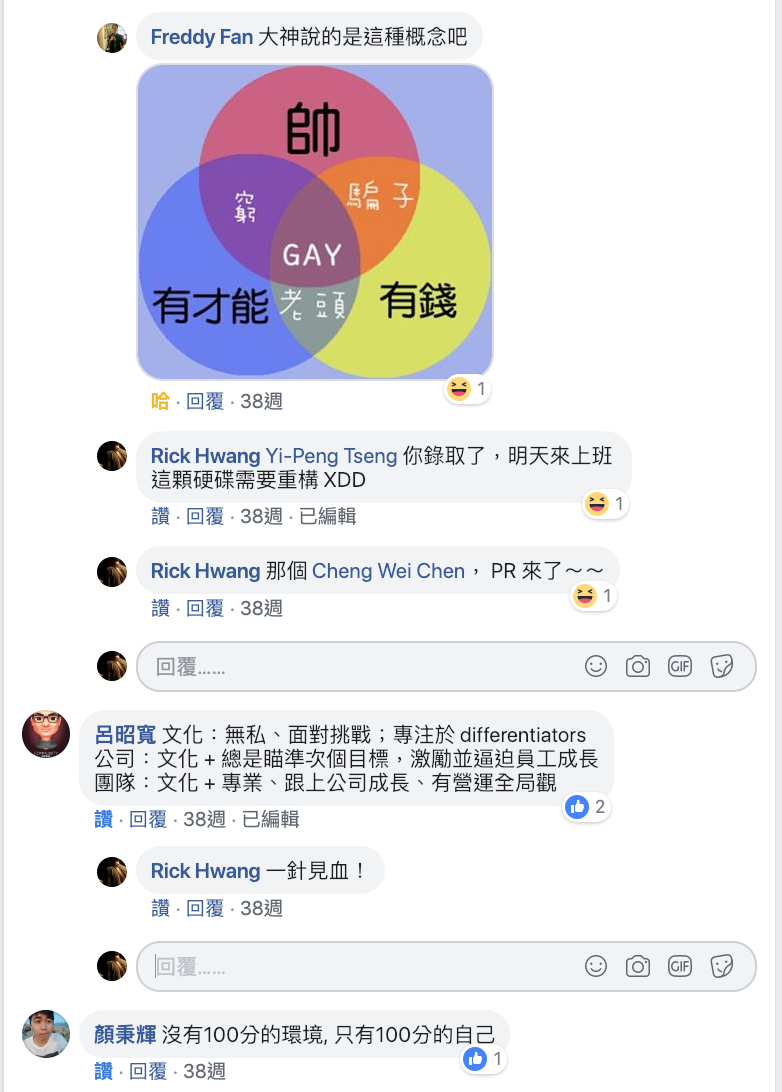 Freddy Fan 大神說的是這種概念吧
帥
窮
騙子
GAY
有才能
老頭
有錢
1
哈 · 回覆 · 38週
Rick Hwang Yi-Peng Tseng 你錄取了，明天來上班
這顆硬碟需要重構 XDD
1
讚 · 回覆 · 38週 · 已編輯
Rick Hwang 那個 Cheng Wei Chen， PR 來了～～
1
讚 · 回覆 · 38週
回覆……
GIF
呂昭寬 文化：無私、面對挑戰；專注於 differentiators
公司：文化 + 總是瞄準次個目標，激勵並逼迫員工成長
團隊：文化 + 專業、跟上公司成長、有營運全局觀
2
讚 · 回覆 · 38週 · 已編輯
Rick Hwang 一針見血！
讚 · 回覆 · 38週
回覆……
GIF
顏秉輝 沒有100分的環境, 只有100分的自己
1
讚 · 回覆 · 38週